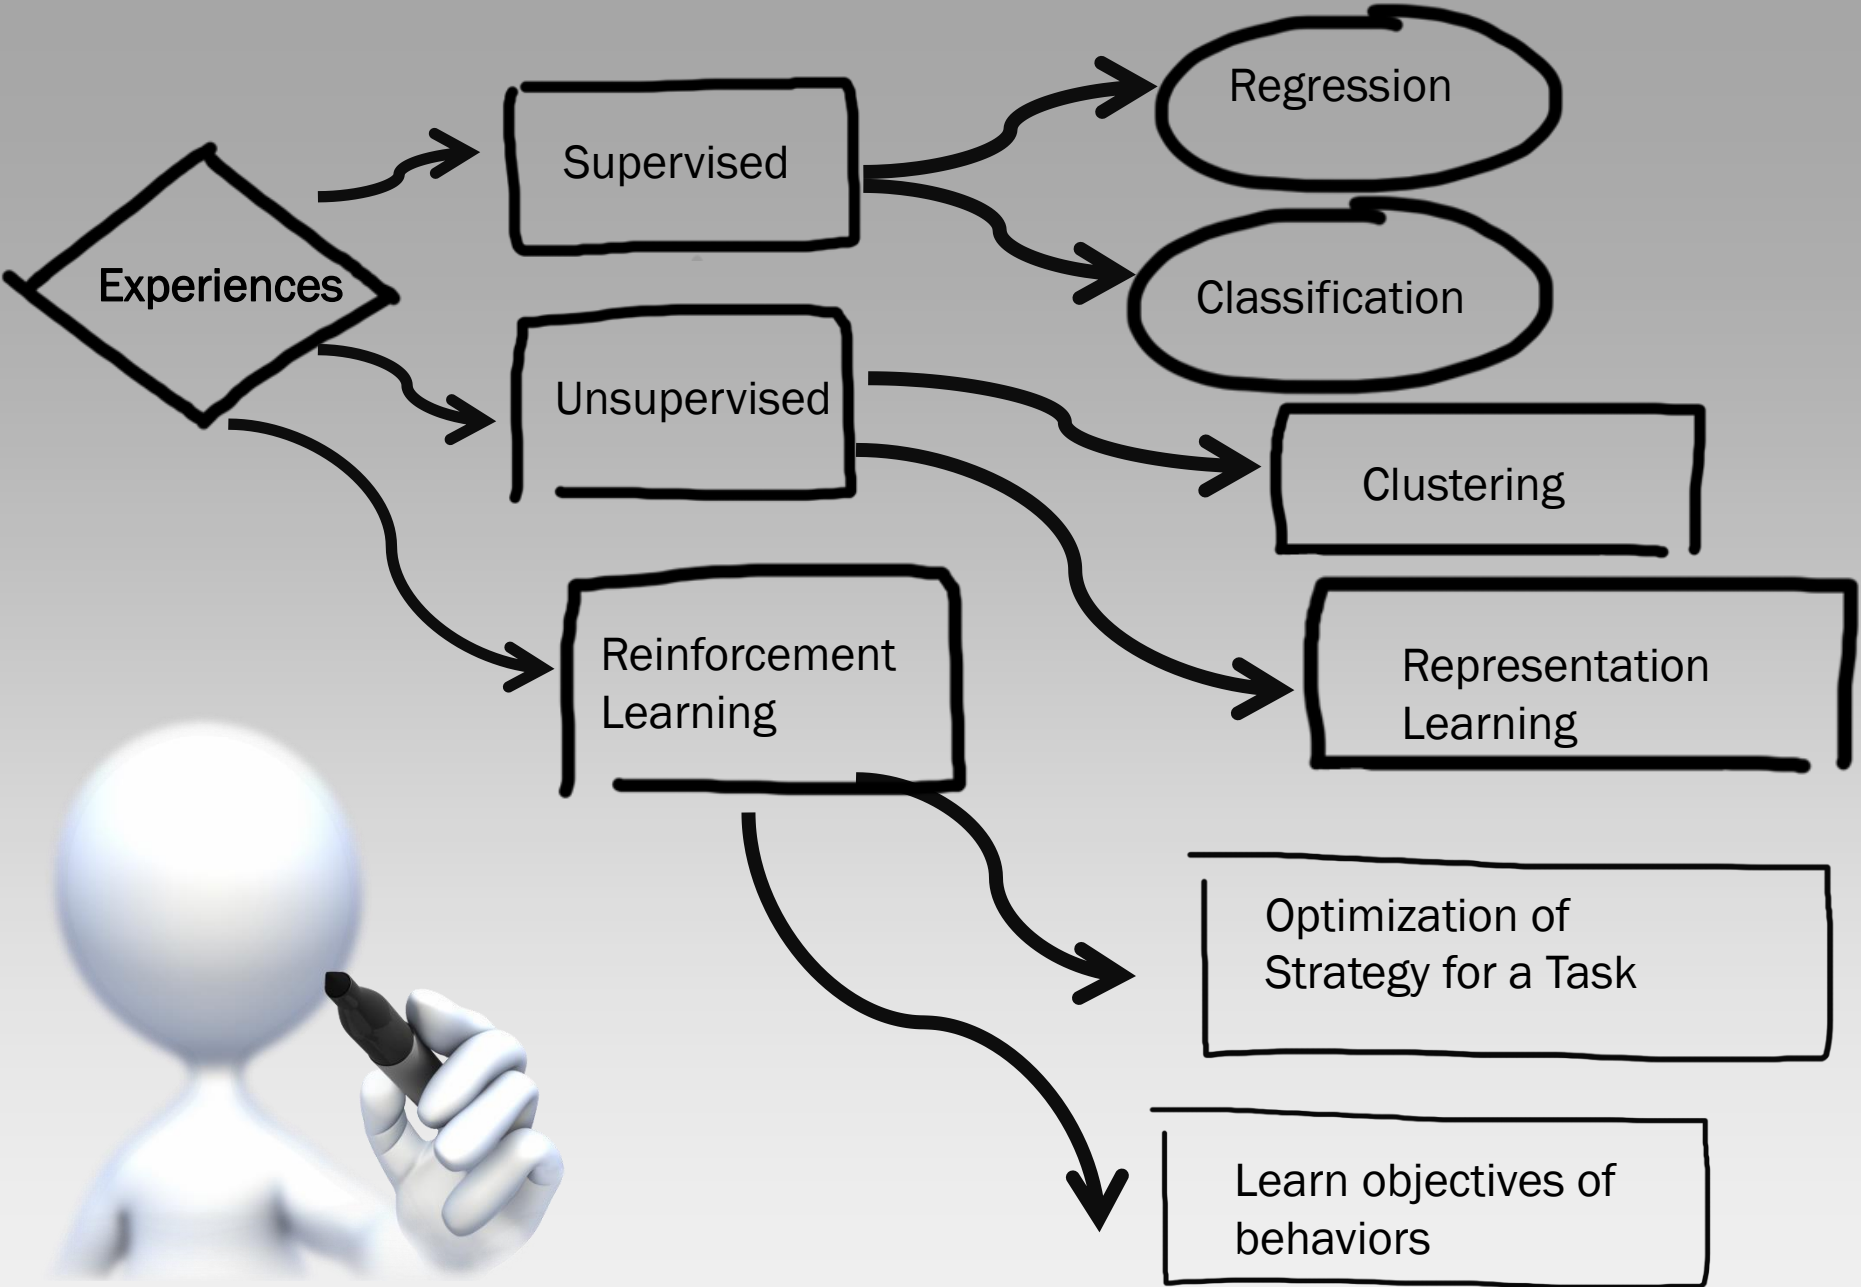 Regression
Supervised
Experiences
Classification
Unsupervised
Clustering
Reinforcement
Learning
Representation
Learning
Optimization of
Strategy for a Task
Learn objectives of
behaviors